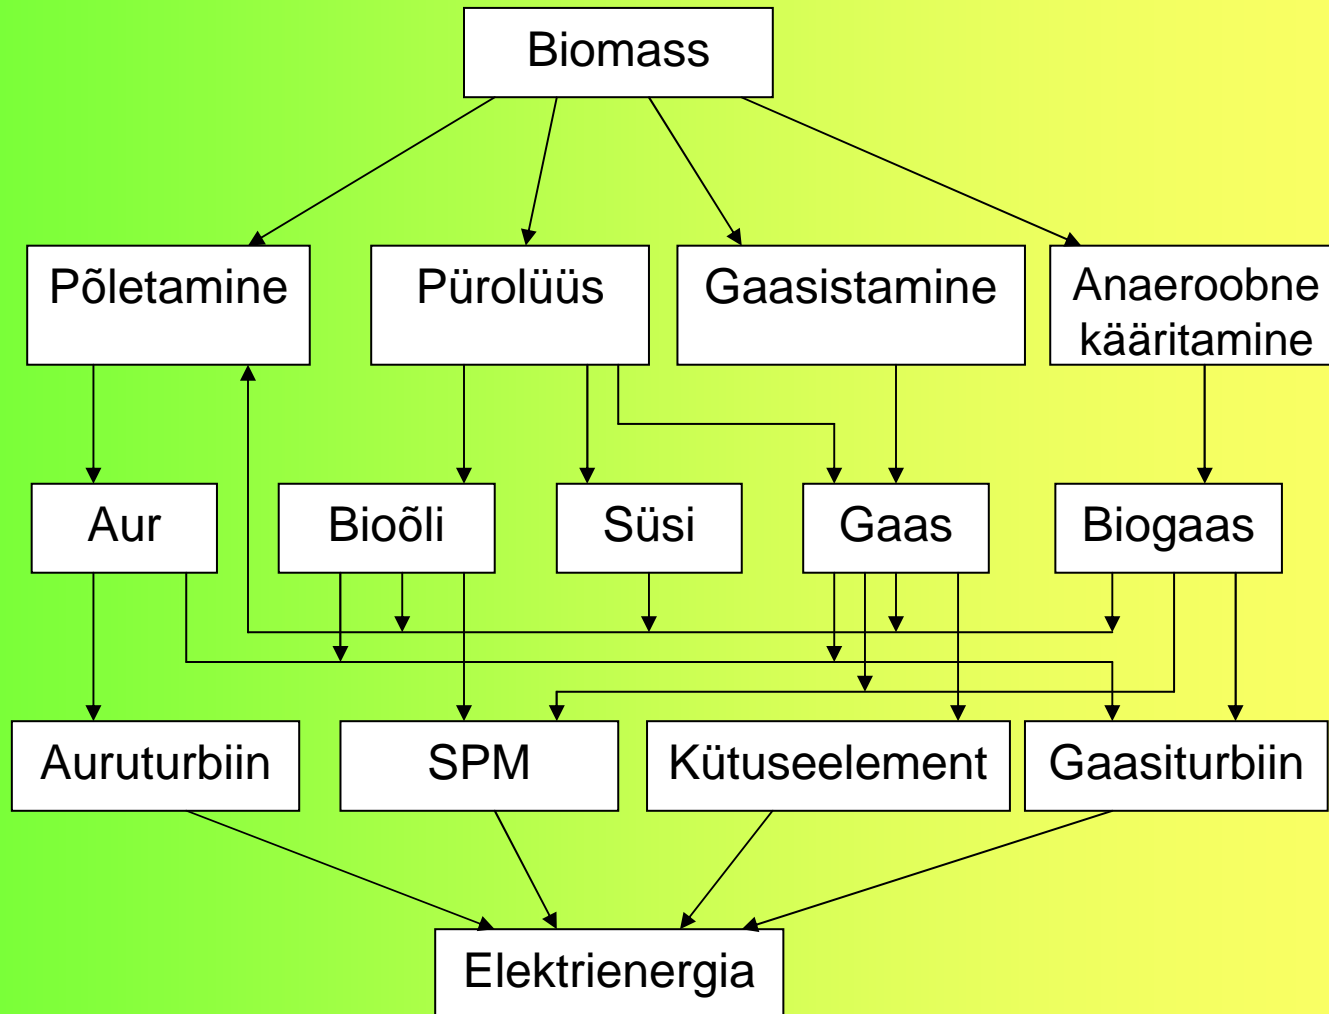 Biomass
Põletamine
Pürolüüs
Gaasistamine
Anaeroobne
kääritamine
Aur
Bioõli
Süsi
Gaas
Biogaas
Auruturbiin
SPM
Kütuseelement
Gaasiturbiin
Elektrienergia